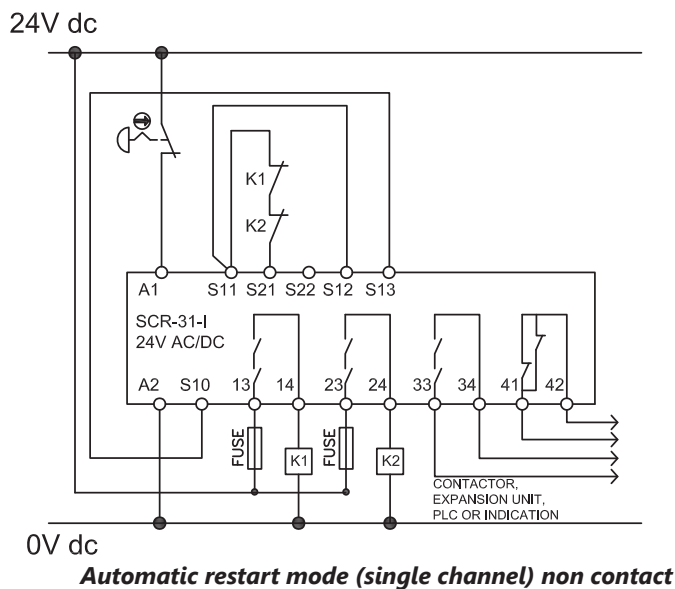 24V dc
K1
K2
A1 S11 S21 S22 S12 S13
SCR-31-I
24V AC/DC
A2 S10 13 14 23 24 33 34 41 42
FUSE K1 FUSE K2
CONTACTOR,
EXPANSION UNIT,
PLC OR INDICATION
0V dc
Automatic restart mode (single channel) non contact